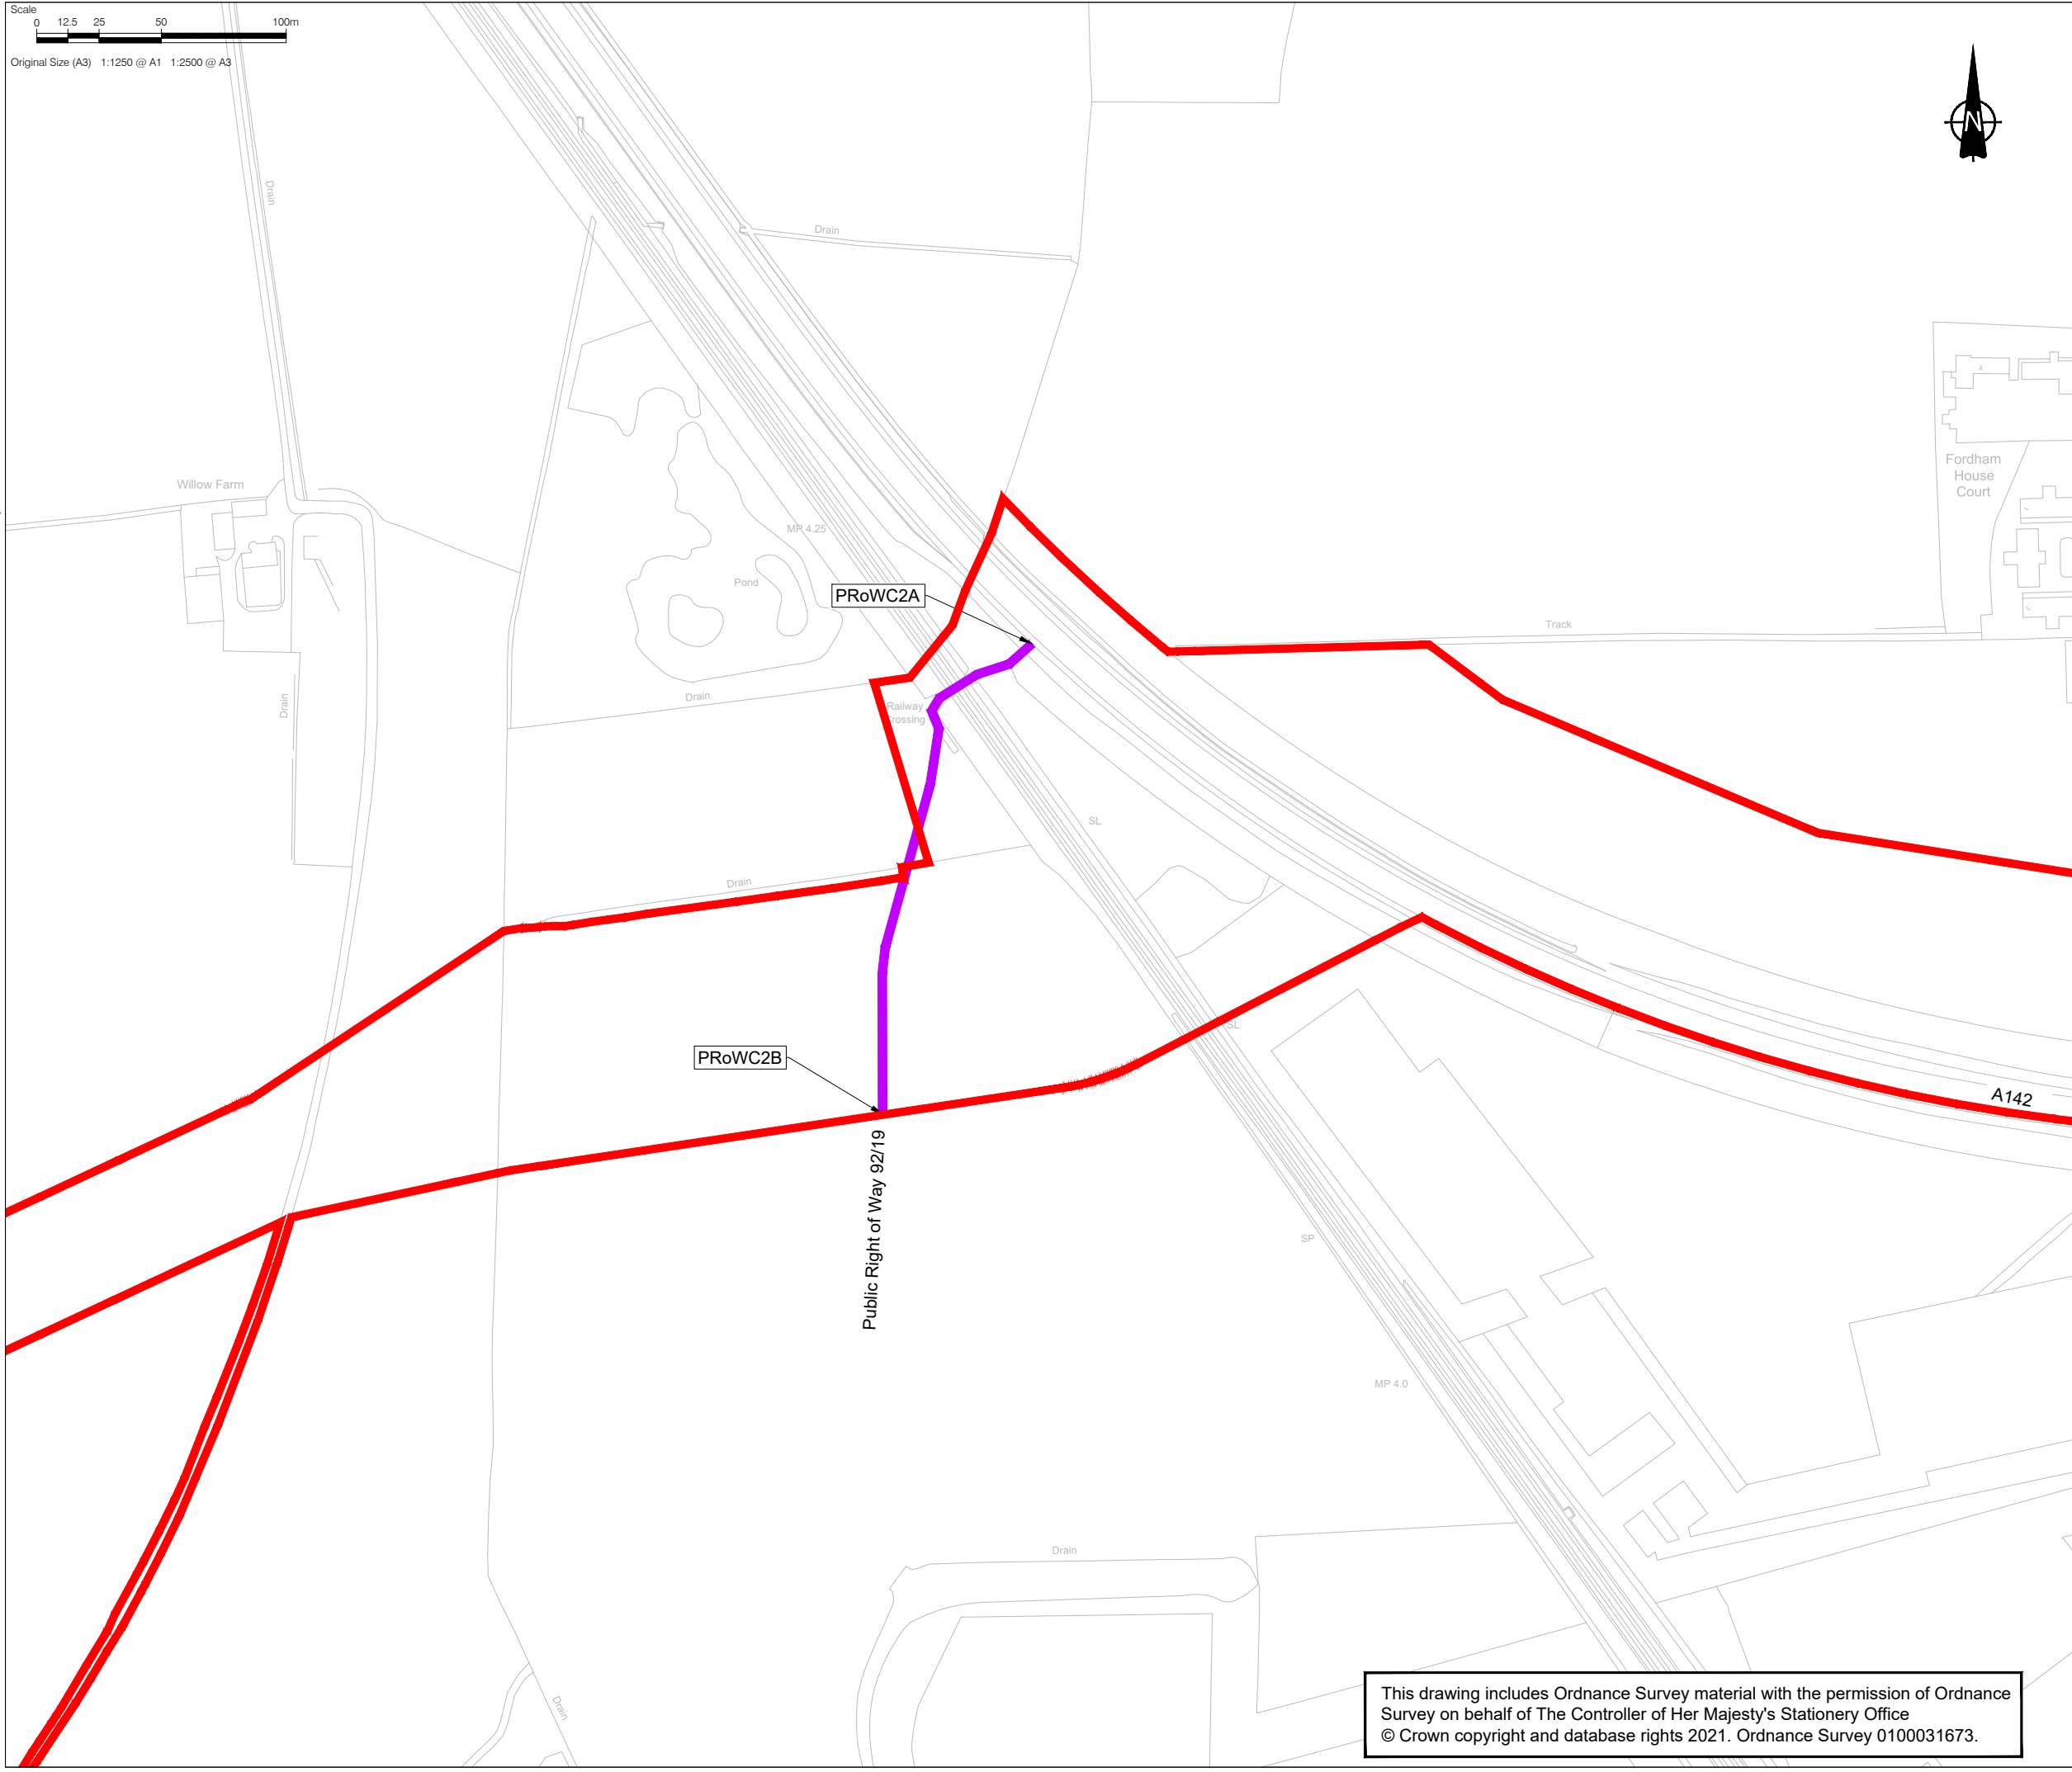 Scale
0 12.5 25 50 100m
Original Size (A3) 1:1250 @ A1 1:2500 @ A3
N
Drain
Drain
4
Fordham
House
Court
Willow Farm
MP 4.25
Pond
PRoWC2A
Track
Drain
Drain
Railway
Crossing
SL
Drain
SL
PRoWC2B
A142
Public Right of Way 92/19
SP
MP 4.0
Drain
Drain
This drawing includes Ordnance Survey material with the permission of Ordnance
Survey on behalf of The Controller of Her Majesty's Stationery Office
© Crown copyright and database rights 2021. Ordnance Survey 0100031673.